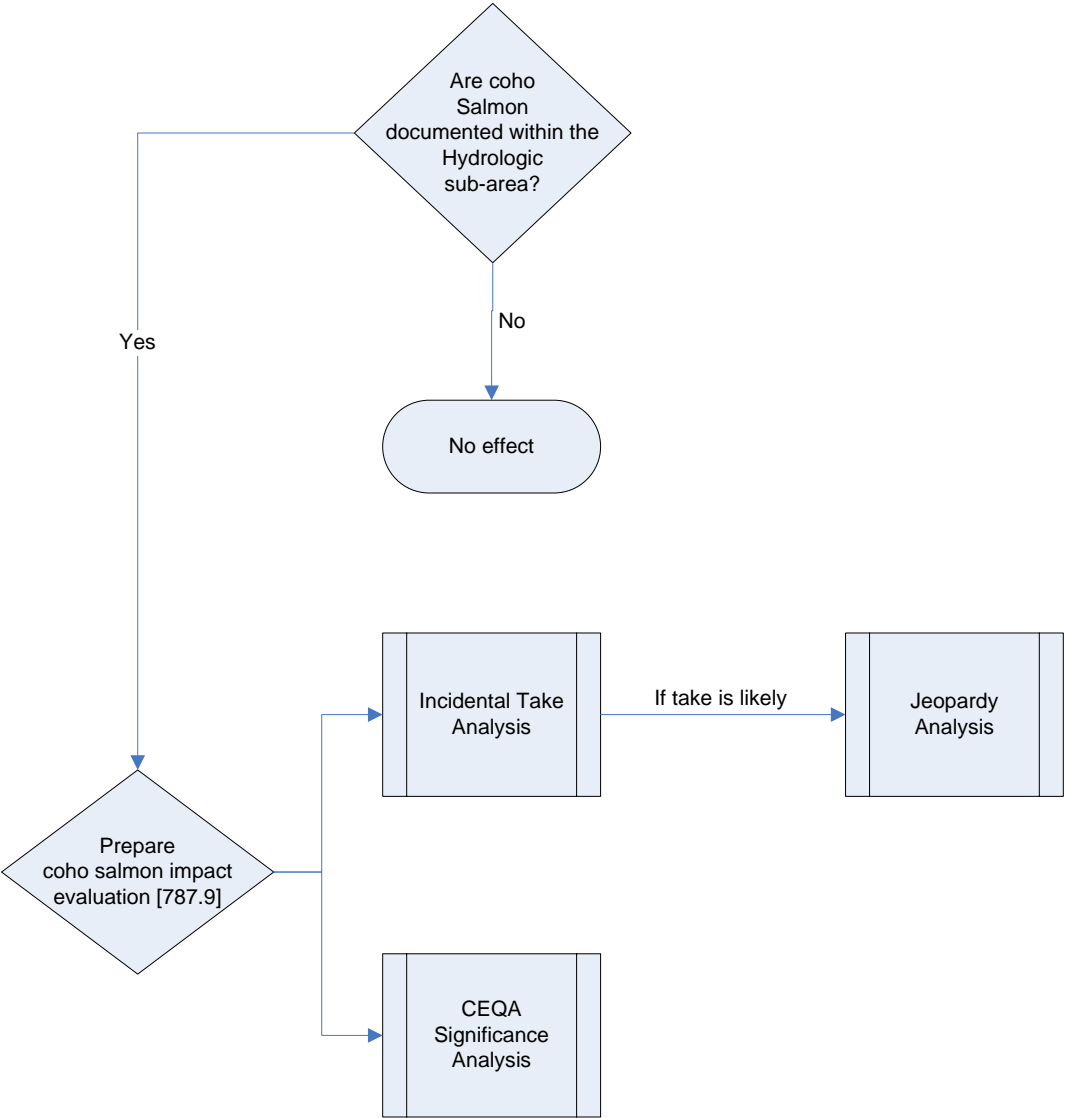 Are coho
Salmon
documented within the
Hydrologic
sub-area?
No
Yes
No effect
Incidental Take
Analysis
If take is likely
Jeopardy
Analysis
Prepare
coho salmon impact
evaluation [787.9]
CEQA
Significance
Analysis